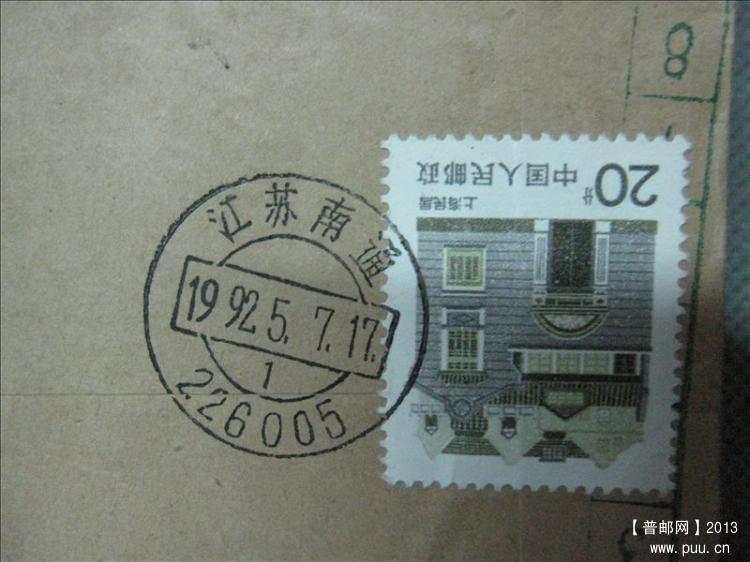 江苏南通
1992.5.7.17.
1
226005
中国人民邮政
20分
上海民居
8
【普邮网】2013
www.puu.cn